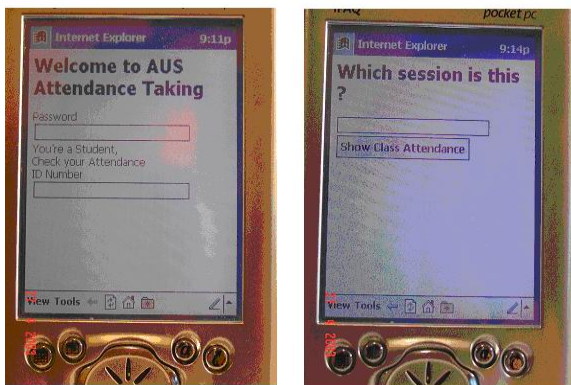 Internet Explorer 9:11p
Welcome to AUS
Attendance Taking
Password
You're a Student,
Check your Attendance
ID Number
View Tools
iPAQ pocket pc
Internet Explorer 9:14p
Which session is this
?
Show Class Attendance
View Tools